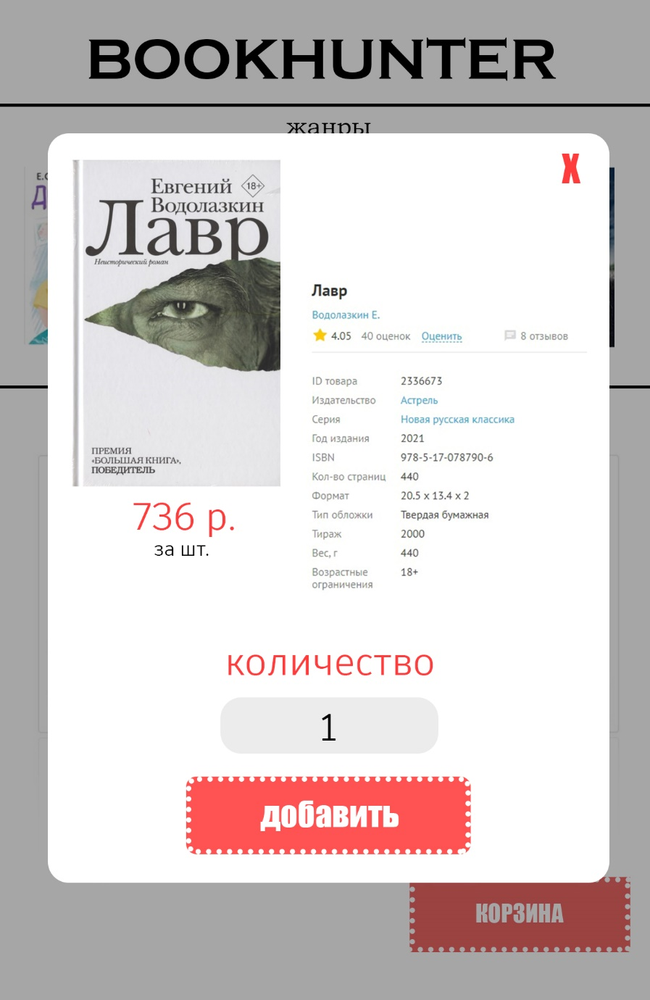 BOOKHUNTER
жанры
X
Евгений
18+
Водолазкин
Лавр
Неисторический роман
ПРЕМИЯ
«БОЛЬШАЯ КНИГА»,
ПОБЕДИТЕЛЬ
736 р.
за шт.
Лавр
Водолазкин Е.
4.05 40 оценок Оценить 8 отзывов
ID товара 2336673
Издательство Астрель
Серия Новая русская классика
Год издания 2021
ISBN 978-5-17-078790-6
Кол-во страниц 440
Формат 20.5 x 13.4 x 2
Тип обложки Твердая бумажная
Тираж 2000
Вес, г 440
Возрастные 18+
ограничения
количество
1
добавить
КОРЗИНА